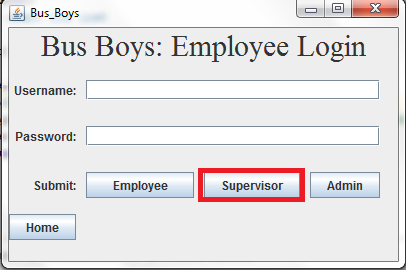 Bus_Boys
Bus Boys: Employee Login
Username:
Password:
Submit: Employee Supervisor Admin
Home